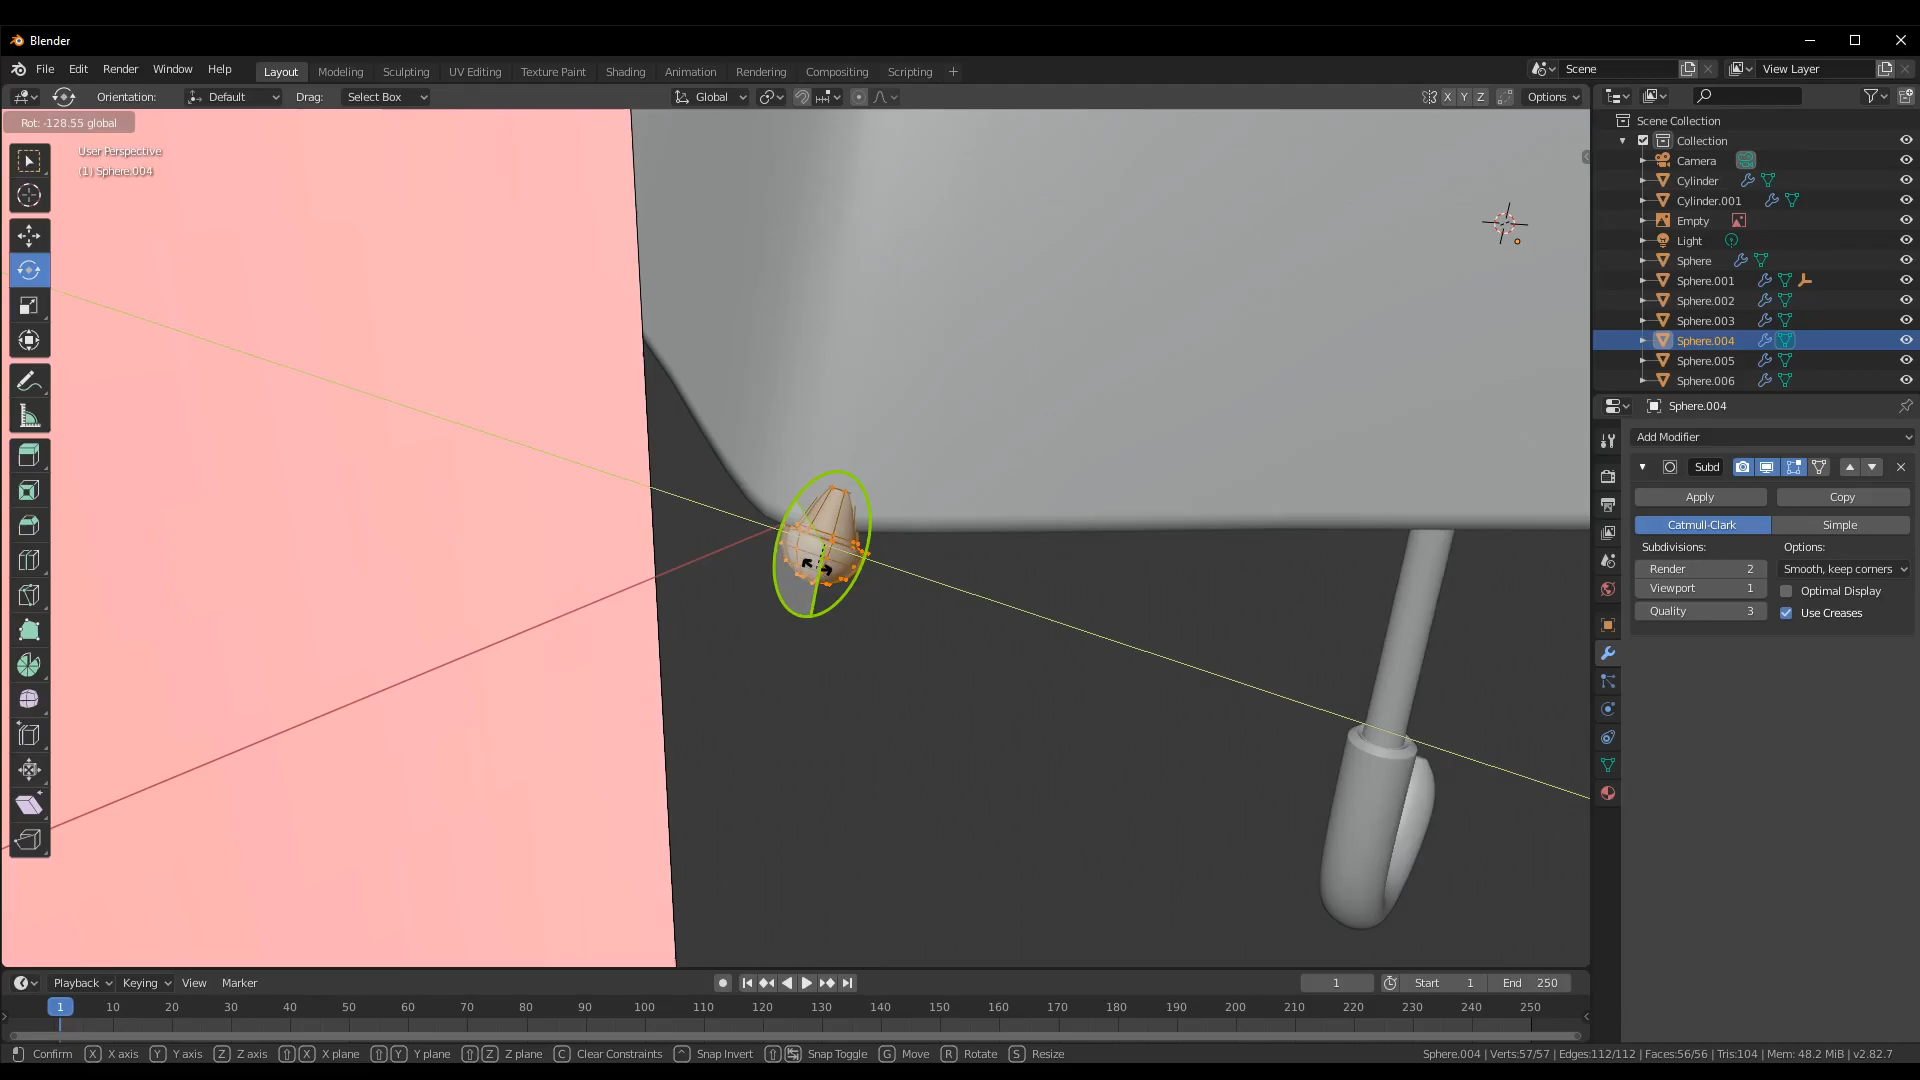 Blender
File Edit Render Window Help
Layout Modeling Sculpting UV Editing Texture Paint Shading Animation Rendering Compositing Scripting +
Scene
View Layer
Orientation: Default Drag: Select Box
Global
X Y Z Options
Rot: -128.55 global
User Perspective
(1) Sphere.004
Scene Collection
Collection
Camera
Cylinder
Cylinder.001
Empty
Light
Sphere
Sphere.001
Sphere.002
Sphere.003
Sphere.004
Sphere.005
Sphere.006
Sphere.004
Add Modifier
Subd
Apply Copy
Catmull-Clark Simple
Subdivisions: Options:
Render 2 Smooth, keep corners
Viewport 1 Optimal Display
Quality 3 Use Creases
Playback Keying View Marker
1 Start 1 End 250
1 10 20 30 40 50 60 70 80 90 100 110 120 130 140 150 160 170 180 190 200 210 220 230 240 250
Confirm X X axis Y Y axis Z Z axis X X plane Y Y plane Z Z plane C Clear Constraints Snap Invert Snap Toggle G Move R Rotate S Resize
Sphere.004 | Verts:57/57 | Edges:112/112 | Faces:56/56 | Tris:104 | Mem: 48.2 MiB | v2.82.7